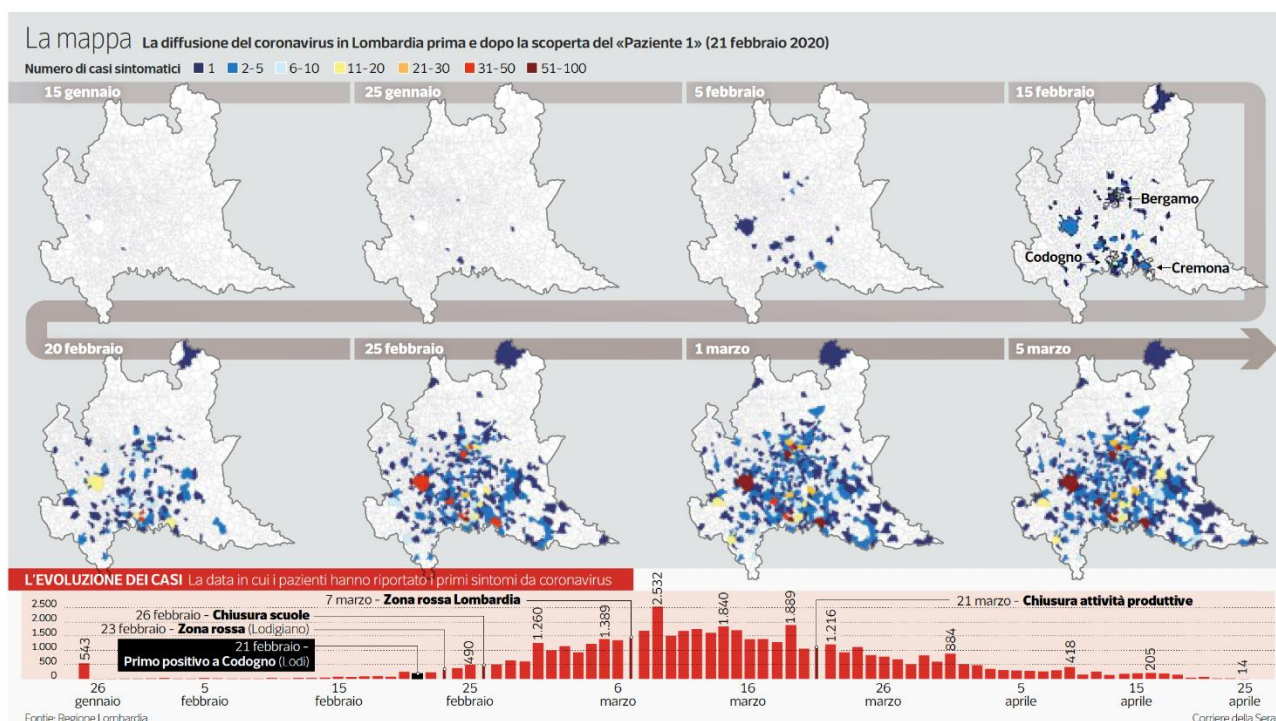 La mappa La diffusione del coronavirus in Lombardia prima e dopo la scoperta del «Paziente 1» (21 febbraio 2020)
Numero di casi sintomatici 1 2-5 6-10 11-20 21-30 31-50 51-100
15 gennaio 25 gennaio 5 febbraio 15 febbraio
Bergamo
Codogno
Cremona
20 febbraio 25 febbraio 1 marzo 5 marzo
L'EVOLUZIONE DEI CASI La data in cui i pazienti hanno riportato i primi sintomi da coronavirus
2.500
2.000
1.500
1.000
500
0
7 marzo - Zona rossa Lombardia
26 febbraio - Chiusura scuole
23 febbraio - Zona rossa (Lodigiano)
21 febbraio -
Primo positivo a Codogno (Lodi)
21 marzo - Chiusura attività produttive
543 490 1.260 1.389 2.532 1.840 1.889 1.216 884 418 205 14
26 5 15 25 6 16 26 5 15 25
gennaio febbraio febbraio febbraio marzo marzo marzo aprile aprile aprile
Fontie: Regione Lombardia Corriere della Sera